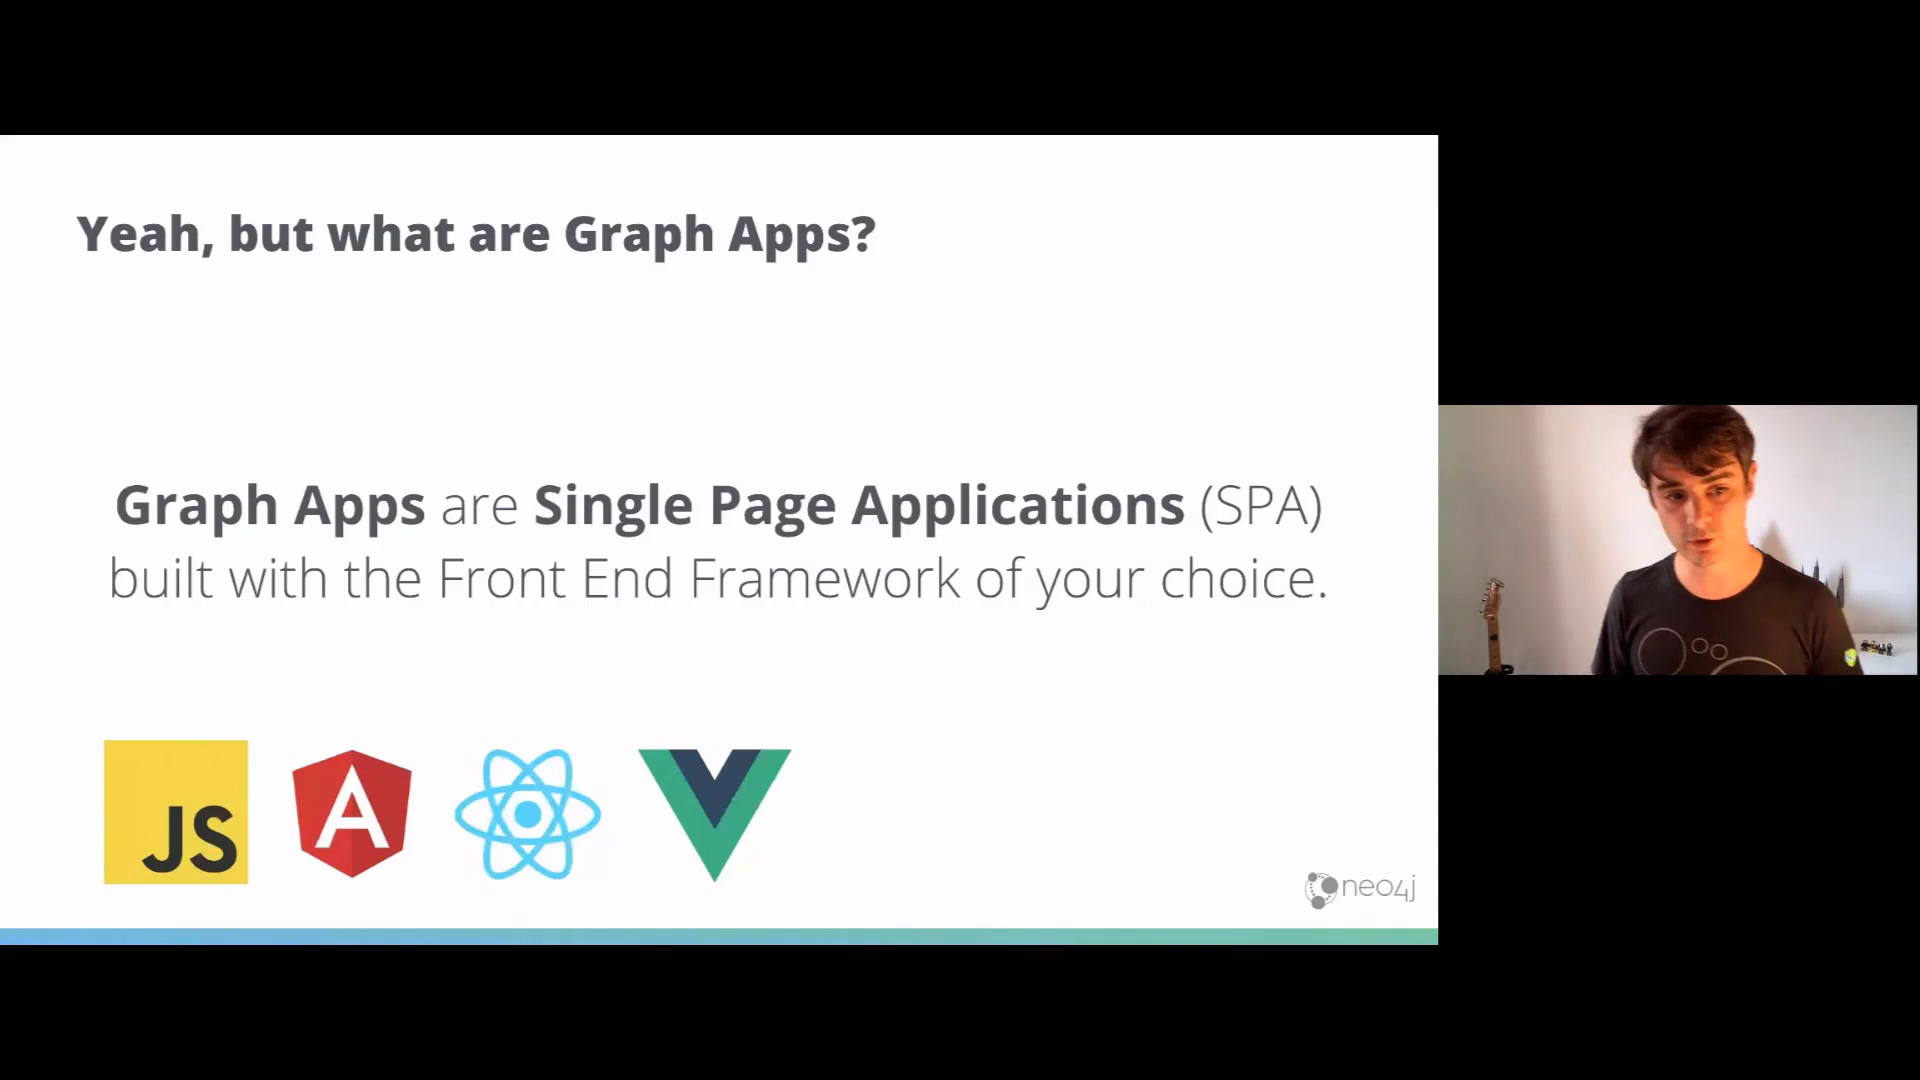 Yeah, but what are Graph Apps?
Graph Apps are Single Page Applications (SPA)
built with the Front End Framework of your choice.
JS
A
neo4j